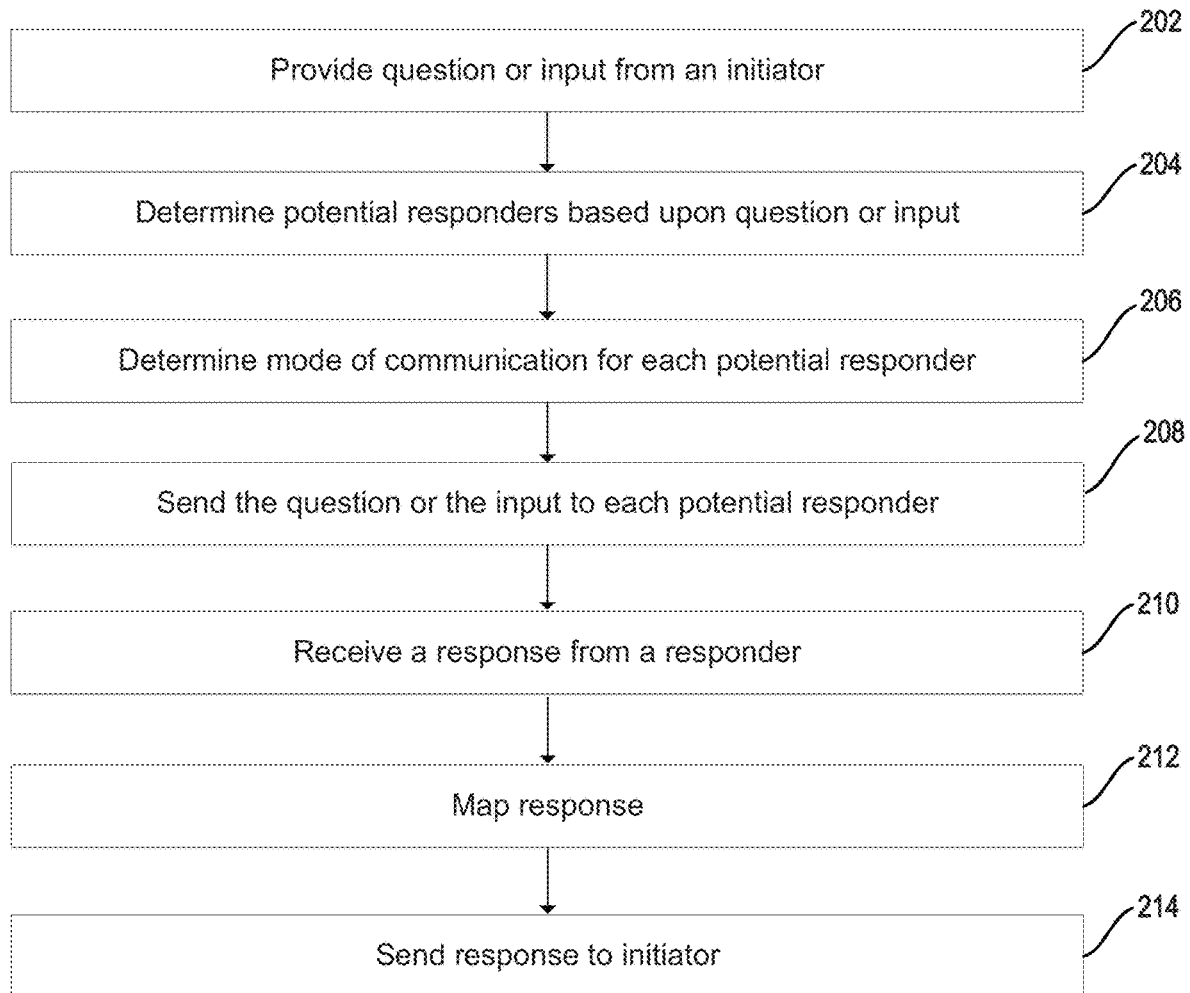 202
Provide question or input from an initiator
204
Determine potential responders based upon question or input
206
Determine mode of communication for each potential responder
208
Send the question or the input to each potential responder
210
Receive a response from a responder
212
Map response
214
Send response to initiator